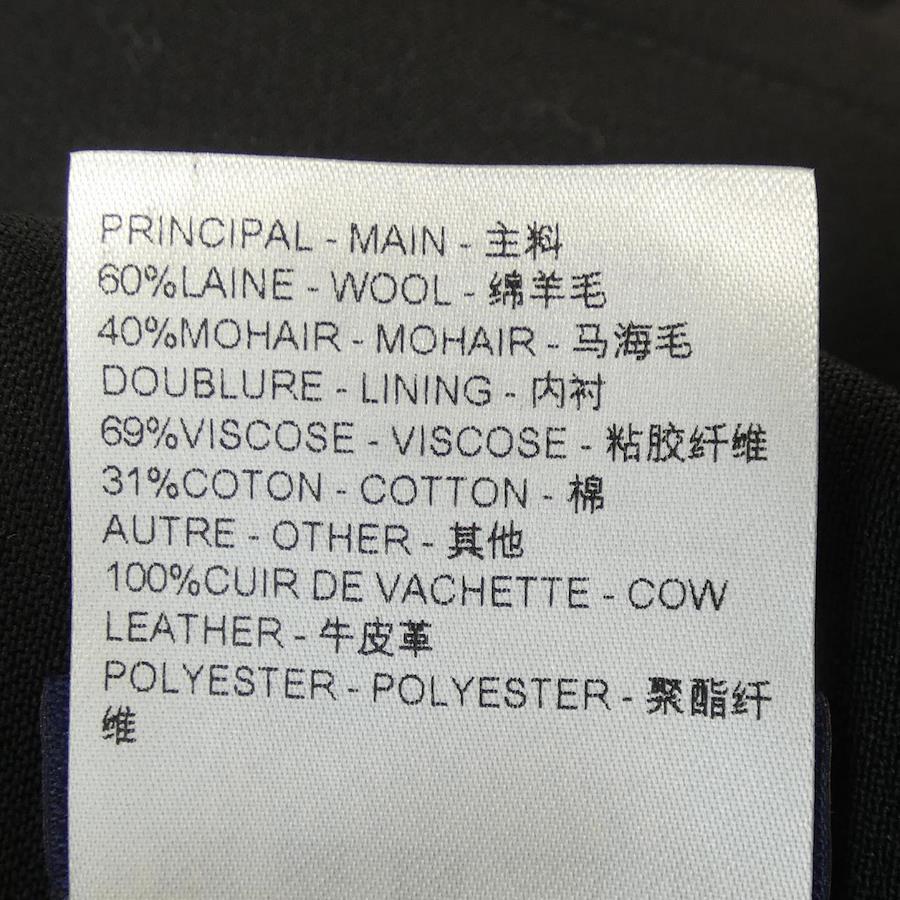 PRINCIPAL - MAIN - 主料
60%LAINE - WOOL - 绵羊毛
40%MOHAIR - MOHAIR - 马海毛
DOUBLURE - LINING - 内衬
69%VISCOSE - VISCOSE - 粘胶纤维
31%COTON - COTTON - 棉
AUTRE - OTHER - 其他
100%CUIR DE VACHETTE - COW
LEATHER - 牛皮革
POLYESTER - POLYESTER - 聚酯纤
维